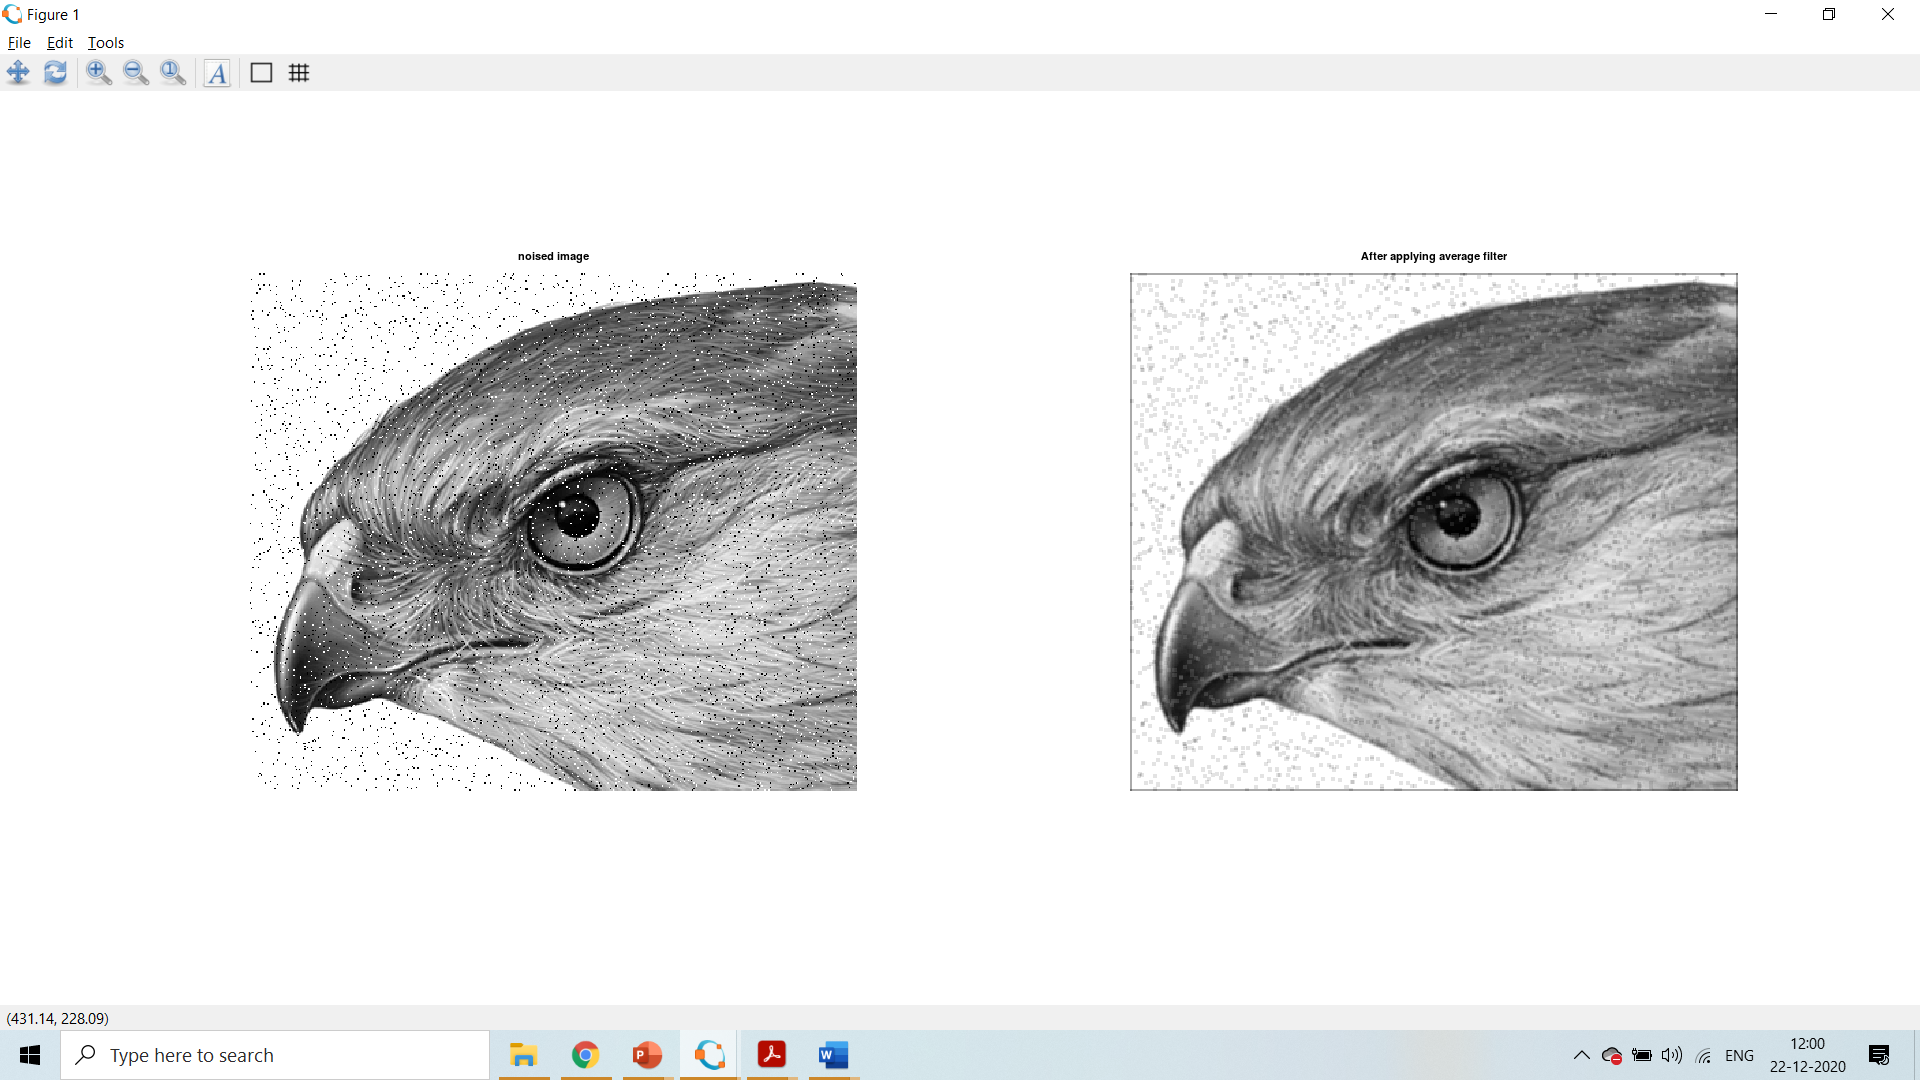 Figure 1
File Edit Tools
1 A
noised image
After applying average filter
(431.14, 228.09)
Type here to search
P
W
ENG
12:00
22-12-2020